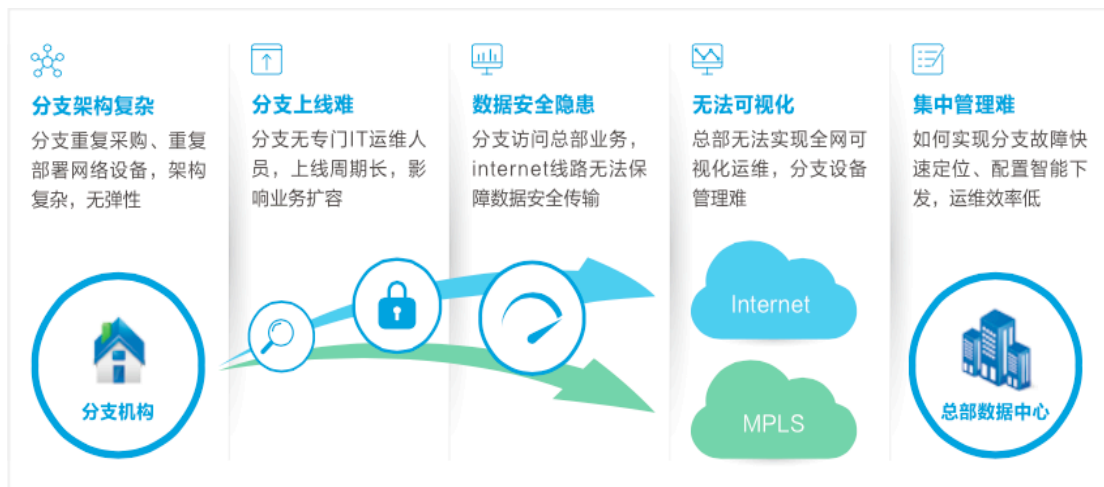 分支架构复杂
分支重复采购、重复
部署网络设备，架构
复杂，无弹性
分支上线难
分支无专门IT运维人
员，上线周期长，影
响业务扩容
数据安全隐患
分支访问总部业务，
internet线路无法保
障数据安全传输
无法可视化
总部无法实现全网可
视化运维，分支设备
管理难
集中管理难
如何实现分支故障快
速定位、配置智能下
发，运维效率低
分支机构
Internet
MPLS
总部数据中心